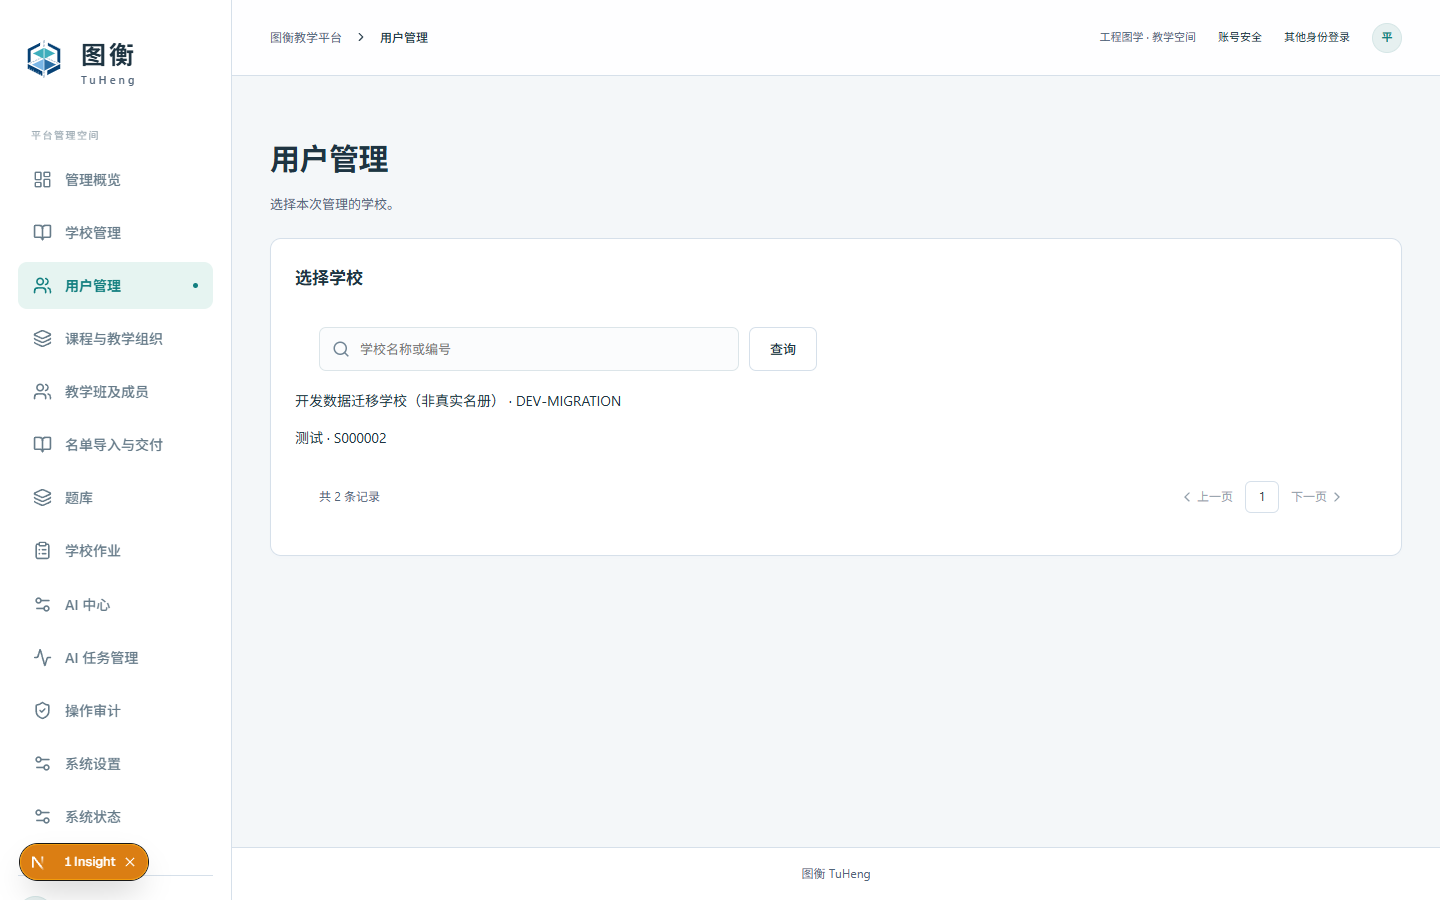 图衡
TuHeng
平台管理空间
管理概览
学校管理
用户管理
课程与教学组织
教学班及成员
名单导入与交付
题库
学校作业
AI 中心
AI 任务管理
操作审计
系统设置
系统状态
1 Insight
图衡教学平台 用户管理
工程图学 · 教学空间 账号安全 其他身份登录 平
用户管理
选择本次管理的学校。
选择学校
学校名称或编号 查询
开发数据迁移学校（非真实名册） · DEV-MIGRATION
测试 · S000002
共 2 条记录 上一页 1 下一页
图衡 TuHeng